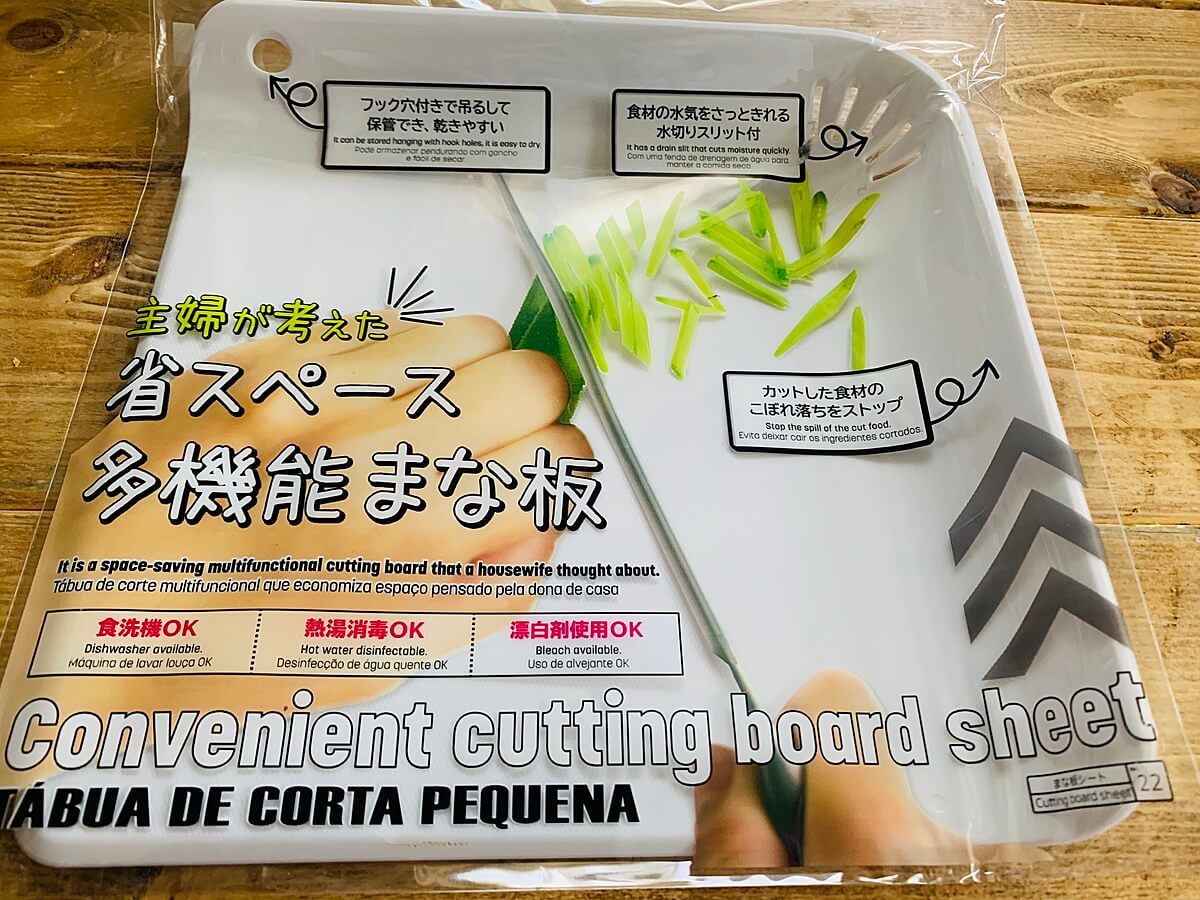 フック穴付きで吊るして
保管でき、乾きやすい
It can be stored hanging with hook holes, it is easy to dry.
Pode armazenar pendurando com gancho
e fácil de secar.
食材の水気をさっときれる
水切りスリット付
It has a drain slit that cuts moisture quickly.
Com uma fenda de drenagem de água para
manter a comida seco.
主婦が考えた
省スペース
多機能まな板
カットした食材の
こぼれ落ちをストップ
Stop the spill of the cut food.
Evita deixar cair os ingredientes cortados.
It is a space-saving multifunctional cutting board that a housewife thought about.
Tábua de corte multifuncional que economiza espaço pensado pela dona de casa
食洗機OK
Dishwasher available.
Máquina de lavar louça OK
熱湯消毒OK
Hot water disinfectable.
Desinfecção de água quente OK
漂白剤使用OK
Bleach available.
Uso de alvejante OK
Convenient cutting board sheet
TÁBUA DE CORTA PEQUENA
まな板シート
Cutting board sheet
22